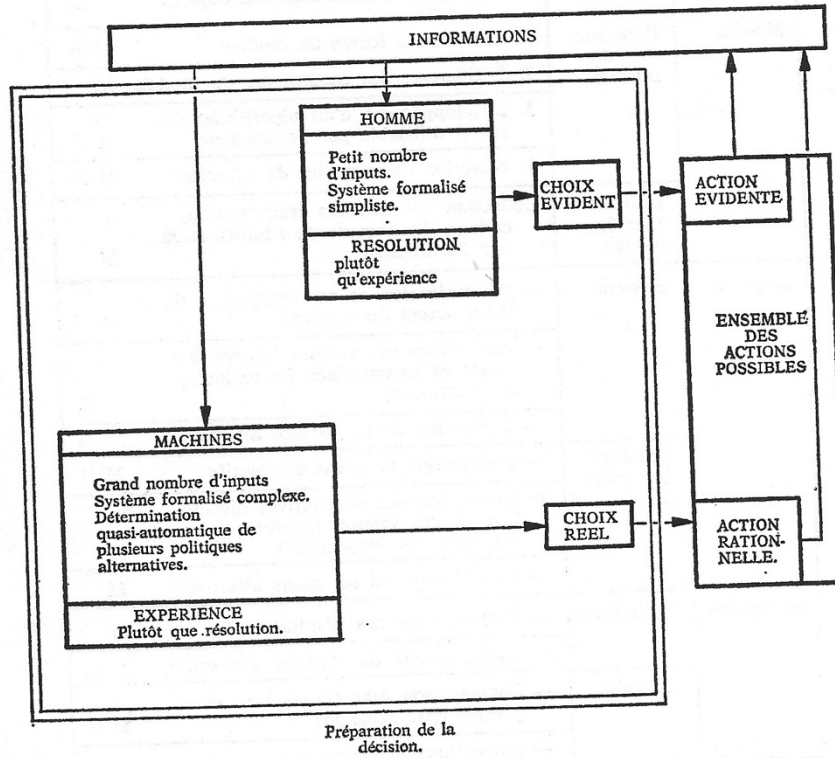 INFORMATIONS
HOMME
Petit nombre
d'inputs.
Système formalisé
simpliste.
RESOLUTION
plutôt
qu'expérience
CHOIX
EVIDENT
ACTION
EVIDENTE
ENSEMBLE
DES
ACTIONS
POSSIBLES
MACHINES
Grand nombre d'inputs
Système formalisé complexe.
Détermination
quasi-automatique de
plusieurs politiques
alternatives.
EXPERIENCE
Plutôt que résolution.
CHOIX
REEL
ACTION
RATION-
NELLE.
Préparation de la
décision.